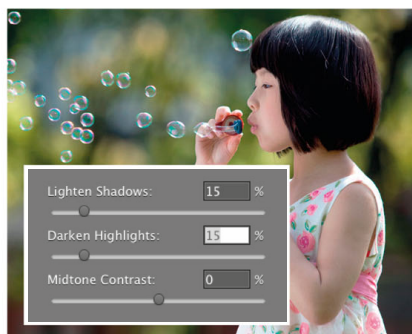 Lighten Shadows: 15 %
Darken Highlights: 15 %
Midtone Contrast: 0 %